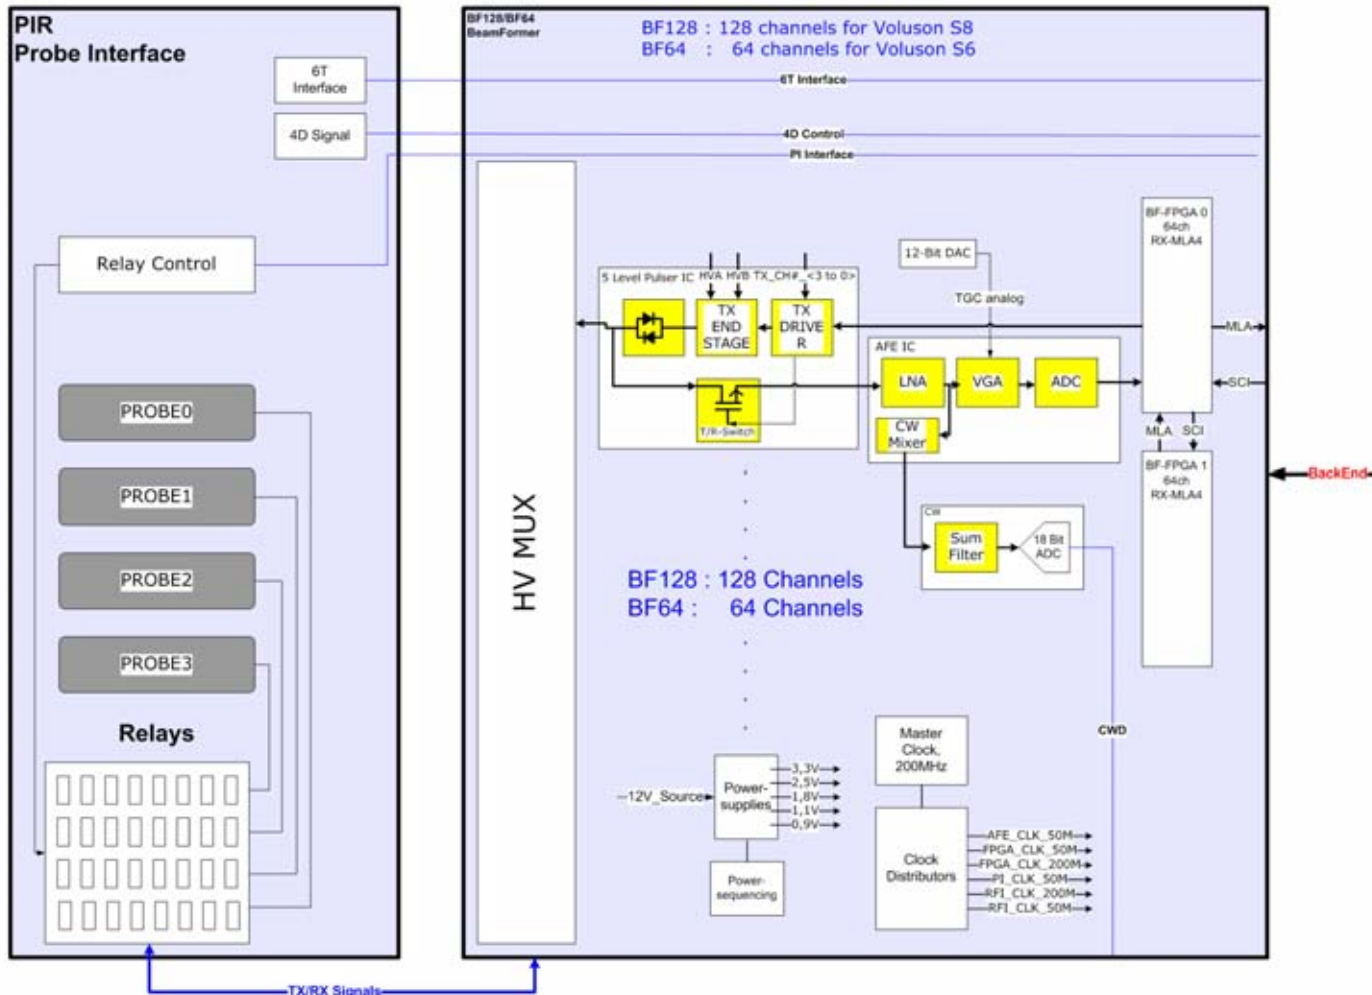 PIR
Probe Interface
6T
Interface
4D Signal
Relay Control
PROBE0
PROBE1
PROBE2
PROBE3
Relays
TX/RX Signals
BF128/BF64
BeamFormer
BF128 : 128 channels for Voluson S8
BF64 : 64 channels for Voluson S6
6T Interface
4D Control
PI Interface
HV MUX
5 Level Pulser IC
HVA HVB TX_CH#_<3 to 0>
TX
END
STAGE
TX
DRIVE
R
T/R-Switch
12-Bit DAC
TGC analog
AFE IC
LNA
VGA
ADC
CW
Mixer
CW
Sum
Filter
18 Bit
ADC
BF-FPGA 0
64ch
RX-MLA4
MLA
SCI
MLA
SCI
BF-FPGA 1
64ch
RX-MLA4
BackEnd
BF128 : 128 Channels
BF64 : 64 Channels
CWD
12V_Source
Power-
supplies
3,3V
2,5V
1,8V
1,1V
0,9V
Power-
sequencing
Master
Clock,
200MHz
Clock
Distributors
AFE_CLK_50M
FPGA_CLK_50M
FPGA_CLK_200M
PI_CLK_50M
RFI_CLK_200M
RFI_CLK_50M